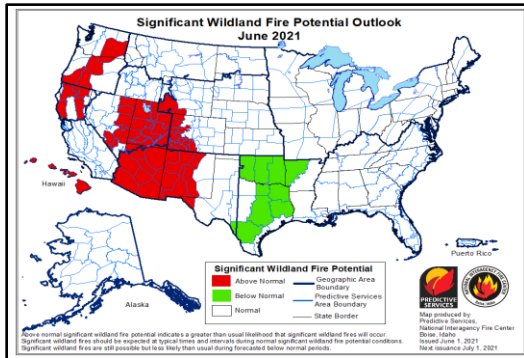 Significant Wildland Fire Potential Outlook
June 2021
Hawaii
Alaska
Puerto Rico
Significant Wildland Fire Potential
Above Normal
Below Normal
Normal
Geographic Area
Boundary
Predictive Services
Area Boundary
State Border
PREDICTIVE
SERVICES
Map produced by
Predictive Services,
National Interagency Fire Center
Boise, Idaho
Issued June 1, 2021
Next issuance July 1, 2021
Above normal significant wildland fire potential indicates a greater than usual likelihood that significant wildland fires will occur.
Significant wildland fires should be expected at typical times and intervals during normal significant wildland fire potential conditions.
Significant wildland fires are still possible but less likely than usual during forecasted below normal periods.